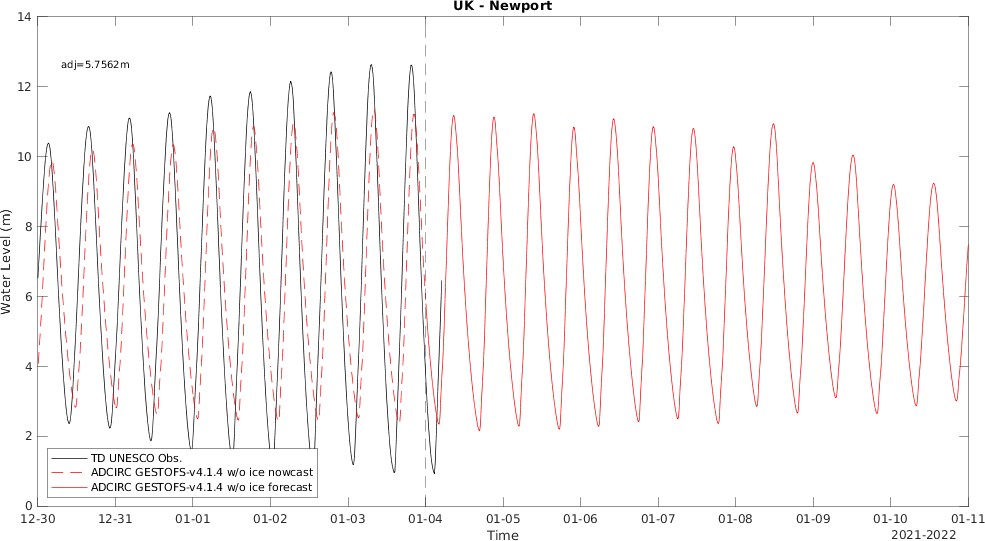 UK - Newport
adj=5.7562m
14
12
10
8
6
4
2
0
Water Level (m)
TD UNESCO Obs.
ADCIRC GESTOFS-v4.1.4 w/o ice nowcast
ADCIRC GESTOFS-v4.1.4 w/o ice forecast
12-30 12-31 01-01 01-02 01-03 01-04 01-05 01-06 01-07 01-08 01-09 01-10 01-11
Time
2021-2022